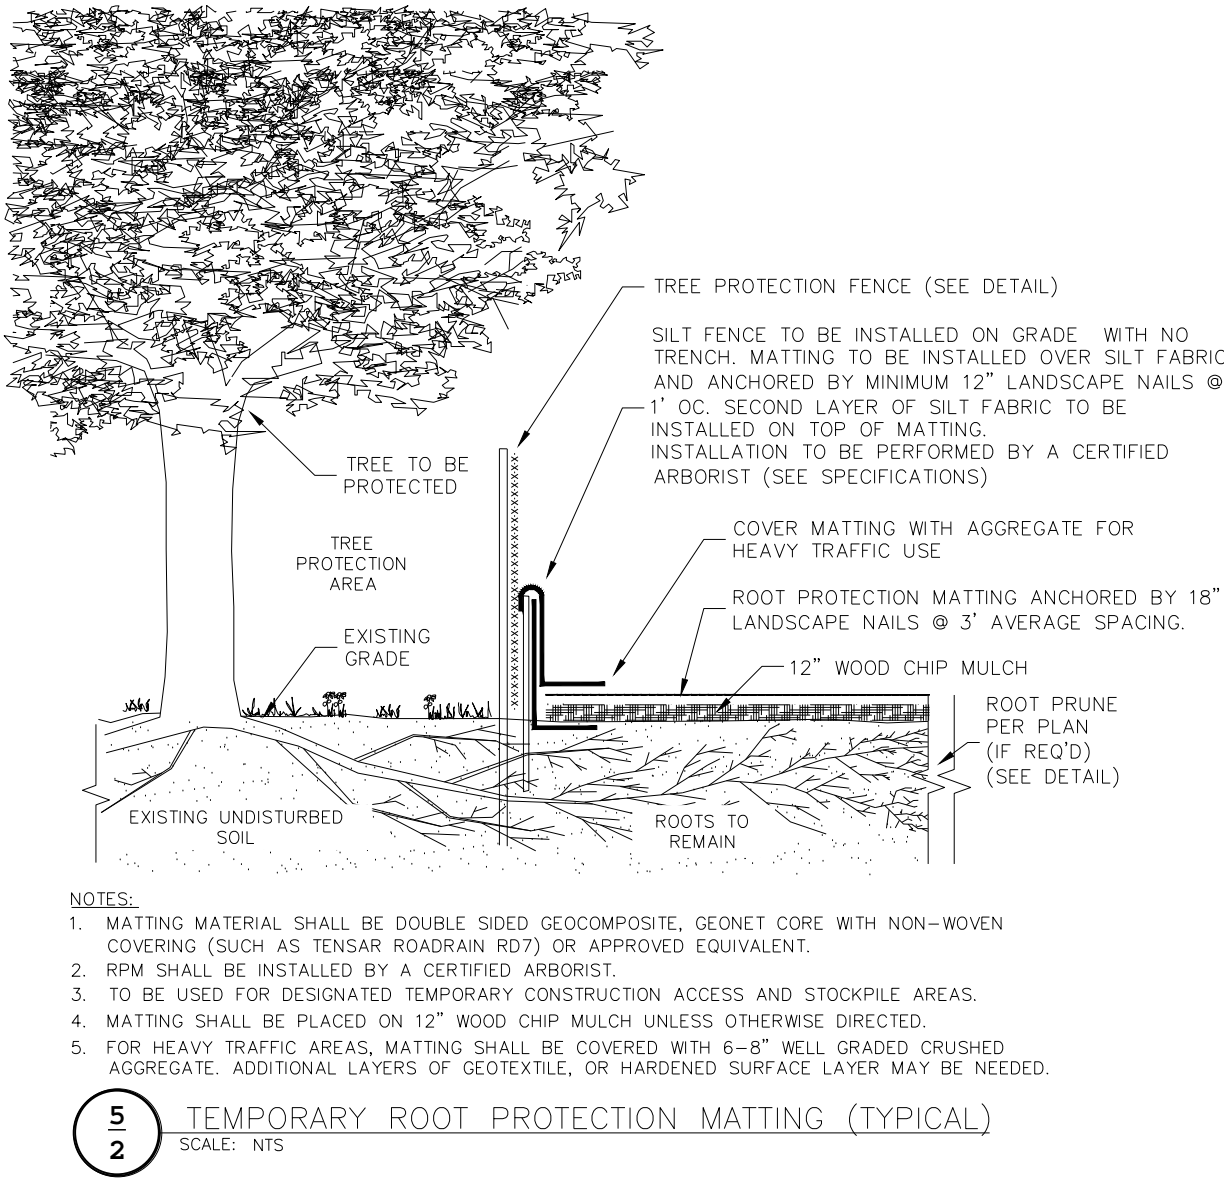 TREE PROTECTION FENCE (SEE DETAIL)
SILT FENCE TO BE INSTALLED ON GRADE WITH NO
TRENCH. MATTING TO BE INSTALLED OVER SILT FABRIC
AND ANCHORED BY MINIMUM 12" LANDSCAPE NAILS @
1' OC. SECOND LAYER OF SILT FABRIC TO BE
INSTALLED ON TOP OF MATTING.
INSTALLATION TO BE PERFORMED BY A CERTIFIED
ARBORIST (SEE SPECIFICATIONS)
TREE TO BE
PROTECTED
TREE
PROTECTION
AREA
COVER MATTING WITH AGGREGATE FOR
HEAVY TRAFFIC USE
ROOT PROTECTION MATTING ANCHORED BY 18"
LANDSCAPE NAILS @ 3' AVERAGE SPACING.
EXISTING
GRADE
12" WOOD CHIP MULCH
ROOT PRUNE
PER PLAN
(IF REQ'D)
(SEE DETAIL)
EXISTING UNDISTURBED
SOIL
ROOTS TO
REMAIN
NOTES:
1. MATTING MATERIAL SHALL BE DOUBLE SIDED GEOCOMPOSITE, GEONET CORE WITH NON-WOVEN
COVERING (SUCH AS TENSAR ROADRAIN RD7) OR APPROVED EQUIVALENT.
2. RPM SHALL BE INSTALLED BY A CERTIFIED ARBORIST.
3. TO BE USED FOR DESIGNATED TEMPORARY CONSTRUCTION ACCESS AND STOCKPILE AREAS.
4. MATTING SHALL BE PLACED ON 12" WOOD CHIP MULCH UNLESS OTHERWISE DIRECTED.
5. FOR HEAVY TRAFFIC AREAS, MATTING SHALL BE COVERED WITH 6-8" WELL GRADED CRUSHED
AGGREGATE. ADDITIONAL LAYERS OF GEOTEXTILE, OR HARDENED SURFACE LAYER MAY BE NEEDED.
5
2
TEMPORARY ROOT PROTECTION MATTING (TYPICAL)
SCALE: NTS